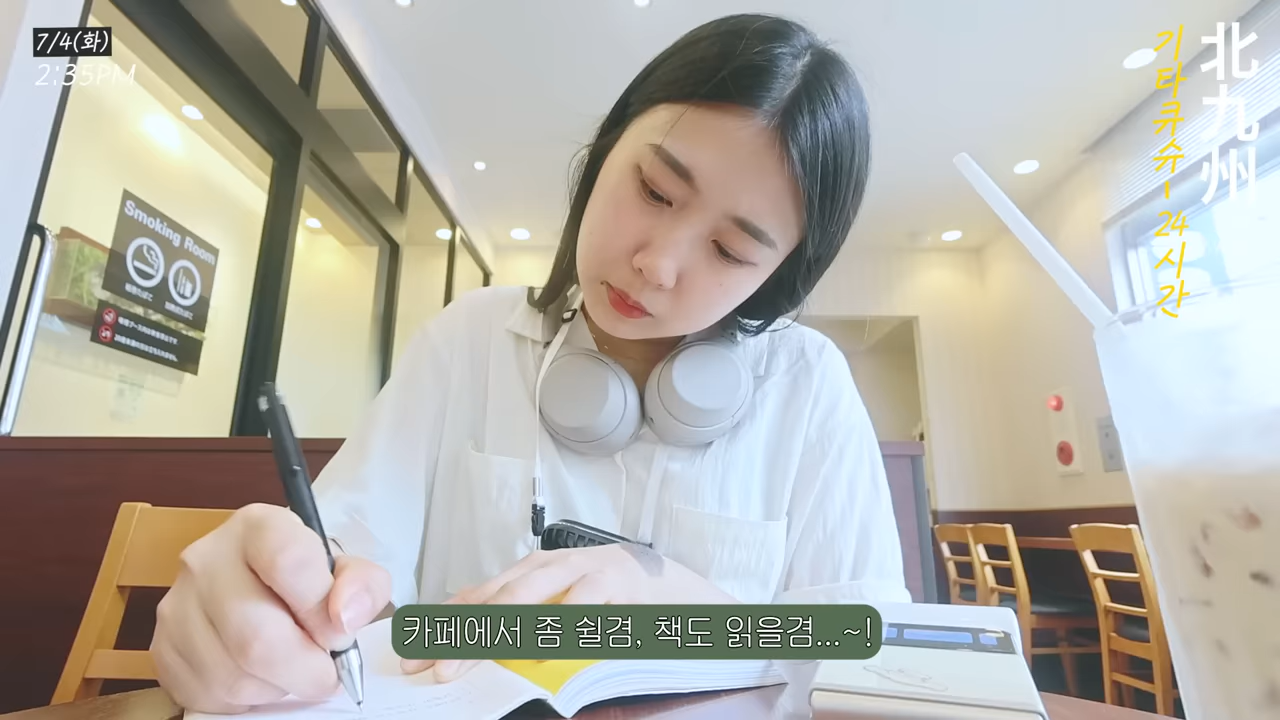 7/4(화)
2:35PM
北九州
기타큐슈-24시간
Smoking Room
카페에서 좀 쉴겸, 책도 읽을겸...~!